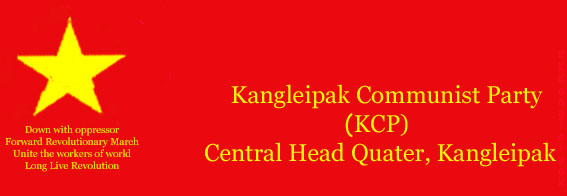 Down with oppressor
Forward Revolutionary March
Unite the workers of world
Long Live Revolution
Kangleipak Communist Party
(KCP)
Central Head Quater, Kangleipak